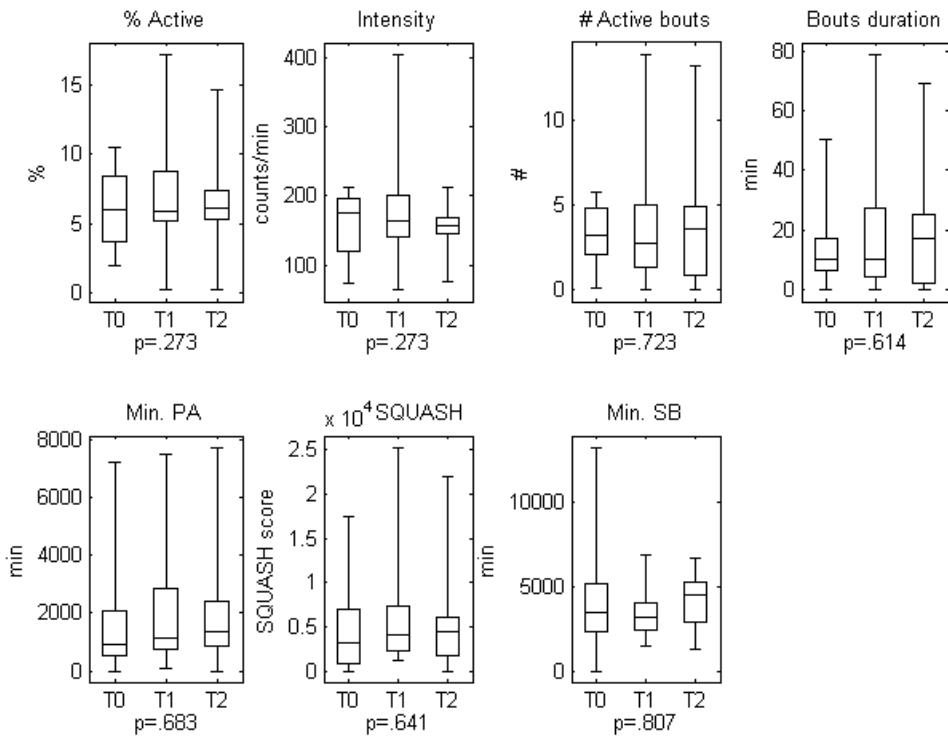 % Active
Intensity
# Active bouts
Bouts duration
%
15
10
5
0
T0 T1 T2
p=.273
counts/min
400
300
200
100
T0 T1 T2
p=.273
#
10
5
0
T0 T1 T2
p=.723
min
80
60
40
20
0
T0 T1 T2
p=.614
Min. PA
x 10^4 SQUASH
Min. SB
min
8000
6000
4000
2000
0
T0 T1 T2
p=.683
SQUASH score
2.5
2
1.5
1
0.5
0
T0 T1 T2
p=.641
min
10000
5000
0
T0 T1 T2
p=.807